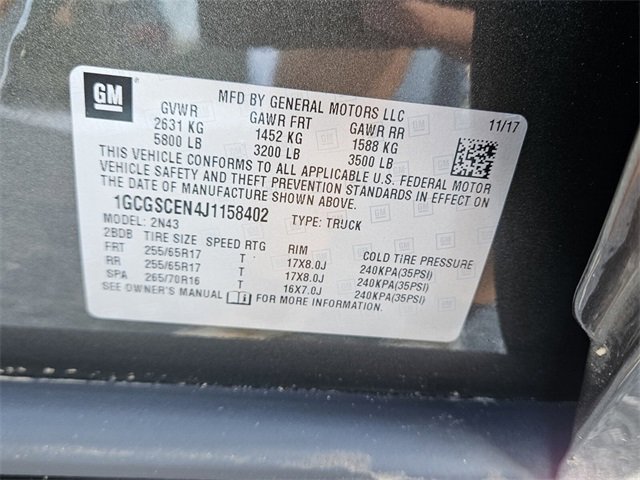 GM
MFD BY GENERAL MOTORS LLC 11/17
GVWR GAWR FRT GAWR RR
2631 KG 1452 KG 1588 KG
5800 LB 3200 LB 3500 LB
THIS VEHICLE CONFORMS TO ALL APPLICABLE U.S. FEDERAL MOTOR
VEHICLE SAFETY AND THEFT PREVENTION STANDARDS IN EFFECT ON
THE DATE OF MANUFACTURE SHOWN ABOVE.
1GCGSCEN4J1158402 TYPE: TRUCK
MODEL: 2N43
2BDB TIRE SIZE SPEED RTG RIM COLD TIRE PRESSURE
FRT 255/65R17 T 17X8.0J 240KPA(35PSI)
RR 255/65R17 T 17X8.0J 240KPA(35PSI)
SPA 265/70R16 T 16X7.0J 240KPA(35PSI)
SEE OWNER'S MANUAL FOR MORE INFORMATION.